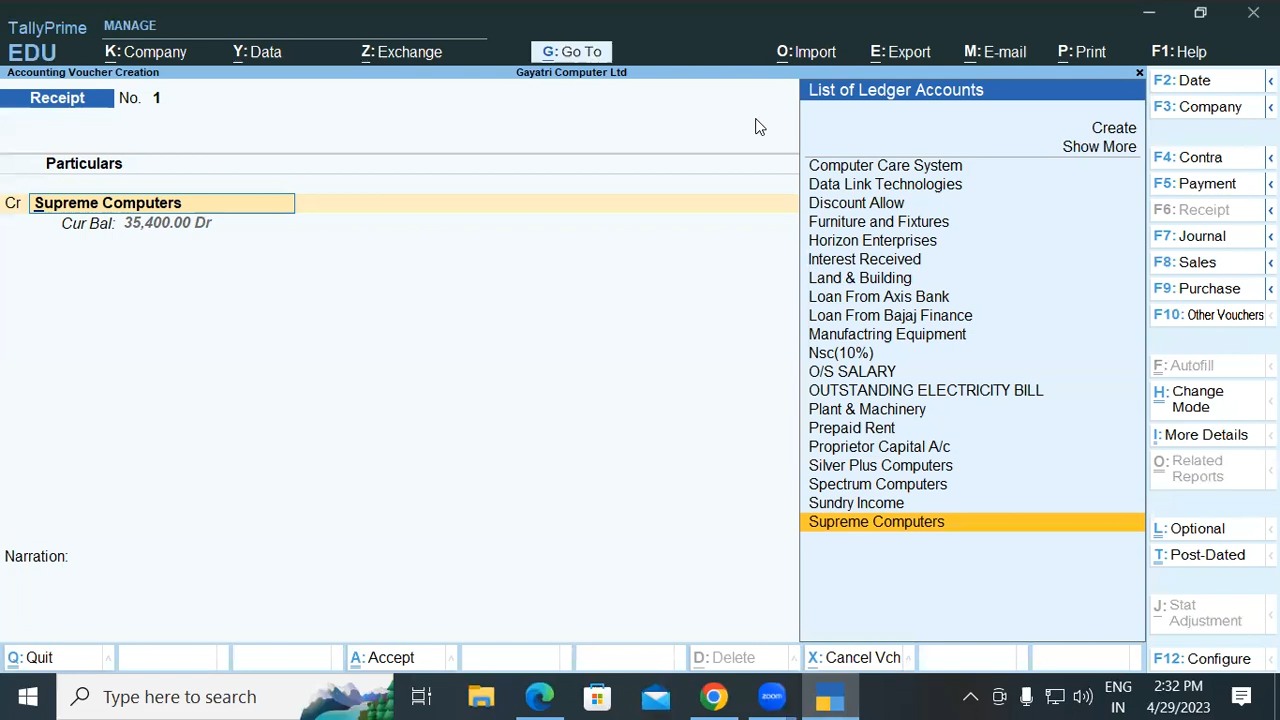 TallyPrime
EDU
MANAGE
K: Company
Y: Data
Z: Exchange
G: Go To
O: Import
E: Export
M: E-mail
P: Print
F1: Help
Accounting Voucher Creation
Gayatri Computer Ltd
Receipt No. 1
Particulars
Cr Supreme Computers
Cur Bal: 35,400.00 Dr
Narration:
List of Ledger Accounts
Create
Show More
Computer Care System
Data Link Technologies
Discount Allow
Furniture and Fixtures
Horizon Enterprises
Interest Received
Land & Building
Loan From Axis Bank
Loan From Bajaj Finance
Manufactring Equipment
Nsc(10%)
O/S SALARY
OUTSTANDING ELECTRICITY BILL
Plant & Machinery
Prepaid Rent
Proprietor Capital A/c
Silver Plus Computers
Spectrum Computers
Sundry Income
Supreme Computers
F2: Date
F3: Company
F4: Contra
F5: Payment
F6: Receipt
F7: Journal
F8: Sales
F9: Purchase
F10: Other Vouchers
F: Autofill
H: Change
Mode
I: More Details
O: Related
Reports
L: Optional
T: Post-Dated
J: Stat
Adjustment
F12: Configure
Q: Quit
A: Accept
D: Delete
X: Cancel Vch
Type here to search
zoom
ENG
IN
2:32 PM
4/29/2023